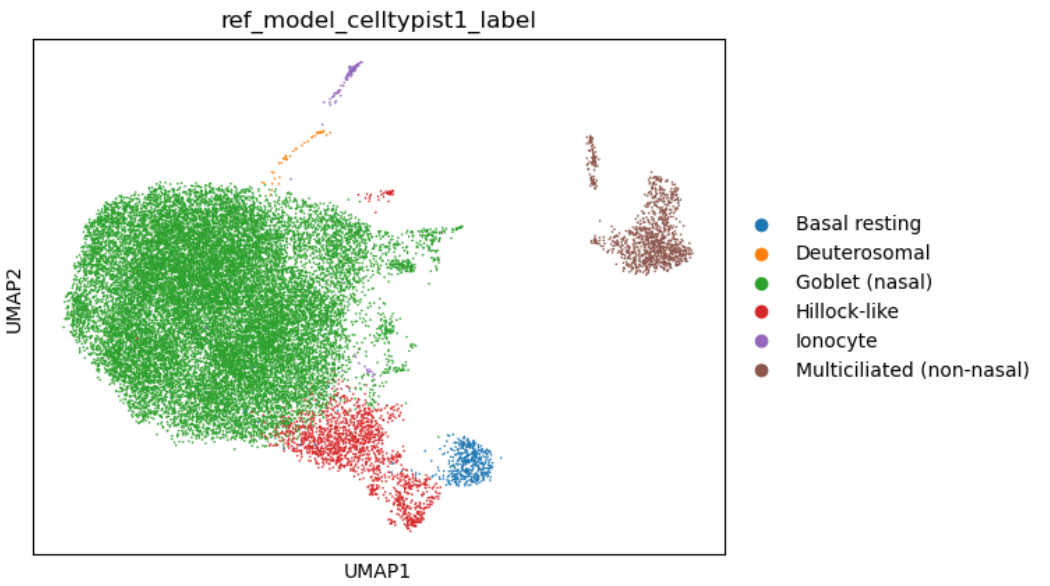 ref_model_celltypist1_label
UMAP2
UMAP1
Basal resting
Deuterosomal
Goblet (nasal)
Hillock-like
Ionocyte
Multiciliated (non-nasal)